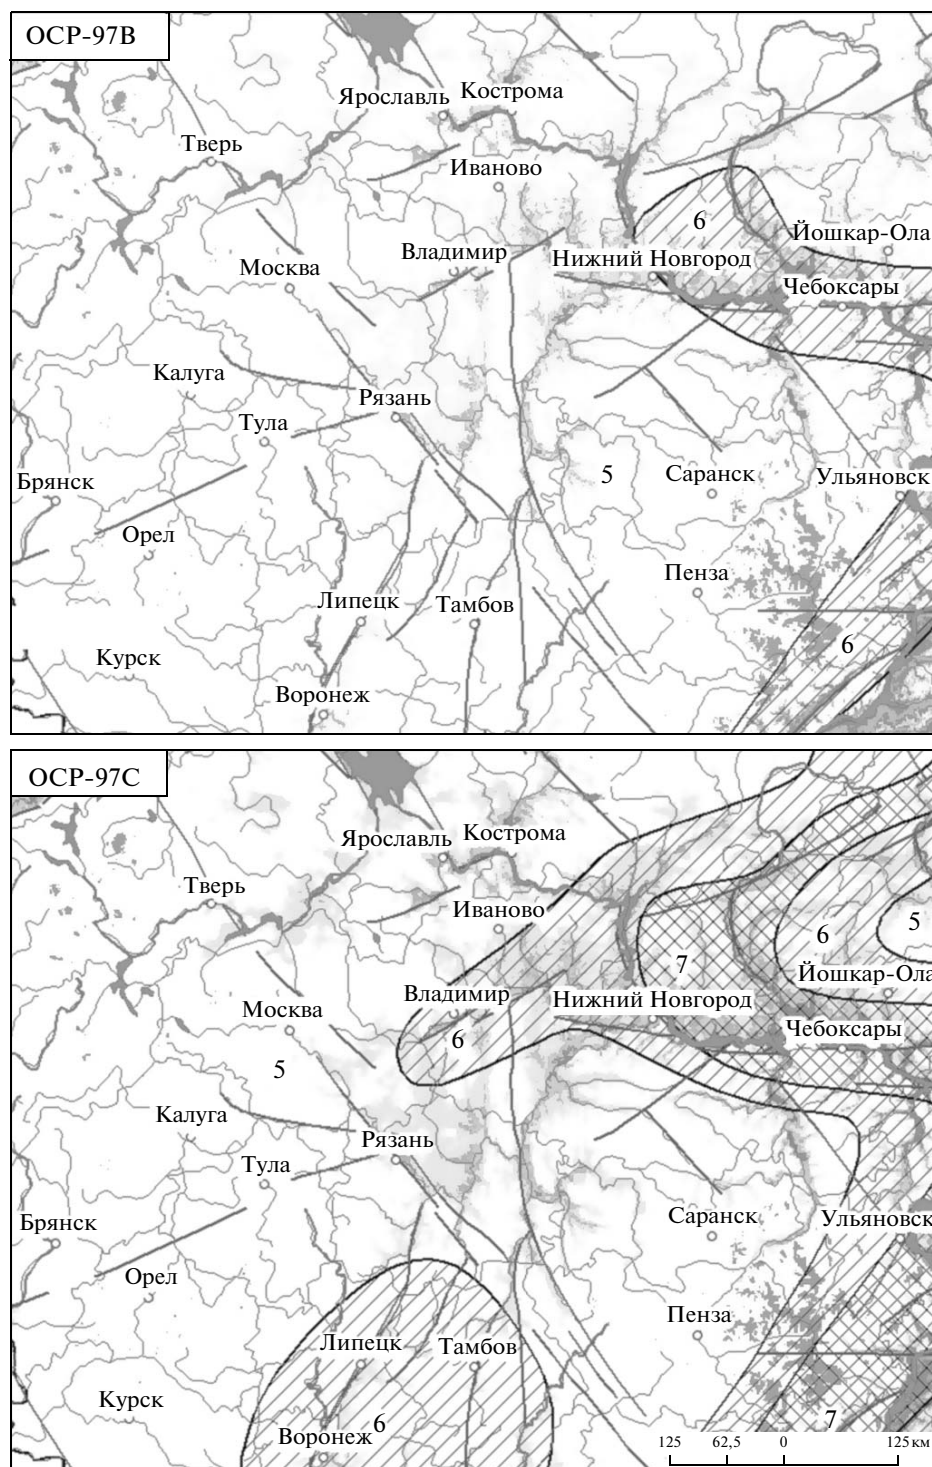 ОСР-97В
Ярославль
Кострома
Тверь
Иваново
6
Йошкар-Ола
Владимир
Нижний Новгород
Москва
Чебоксары
Калуга
Рязань
Тула
5
Саранск
Ульяновск
Брянск
Орел
Пенза
Липецк
Тамбов
6
Курск
Воронеж
ОСР-97С
Ярославль
Кострома
Тверь
Иваново
5
6
7
Йошкар-Ола
Владимир
Нижний Новгород
Москва
Чебоксары
6
5
Калуга
Рязань
Тула
Брянск
Саранск
Ульяновск
Орел
Пенза
Липецк
Тамбов
Курск
6
7
Воронеж
125 62,5 0 125 км